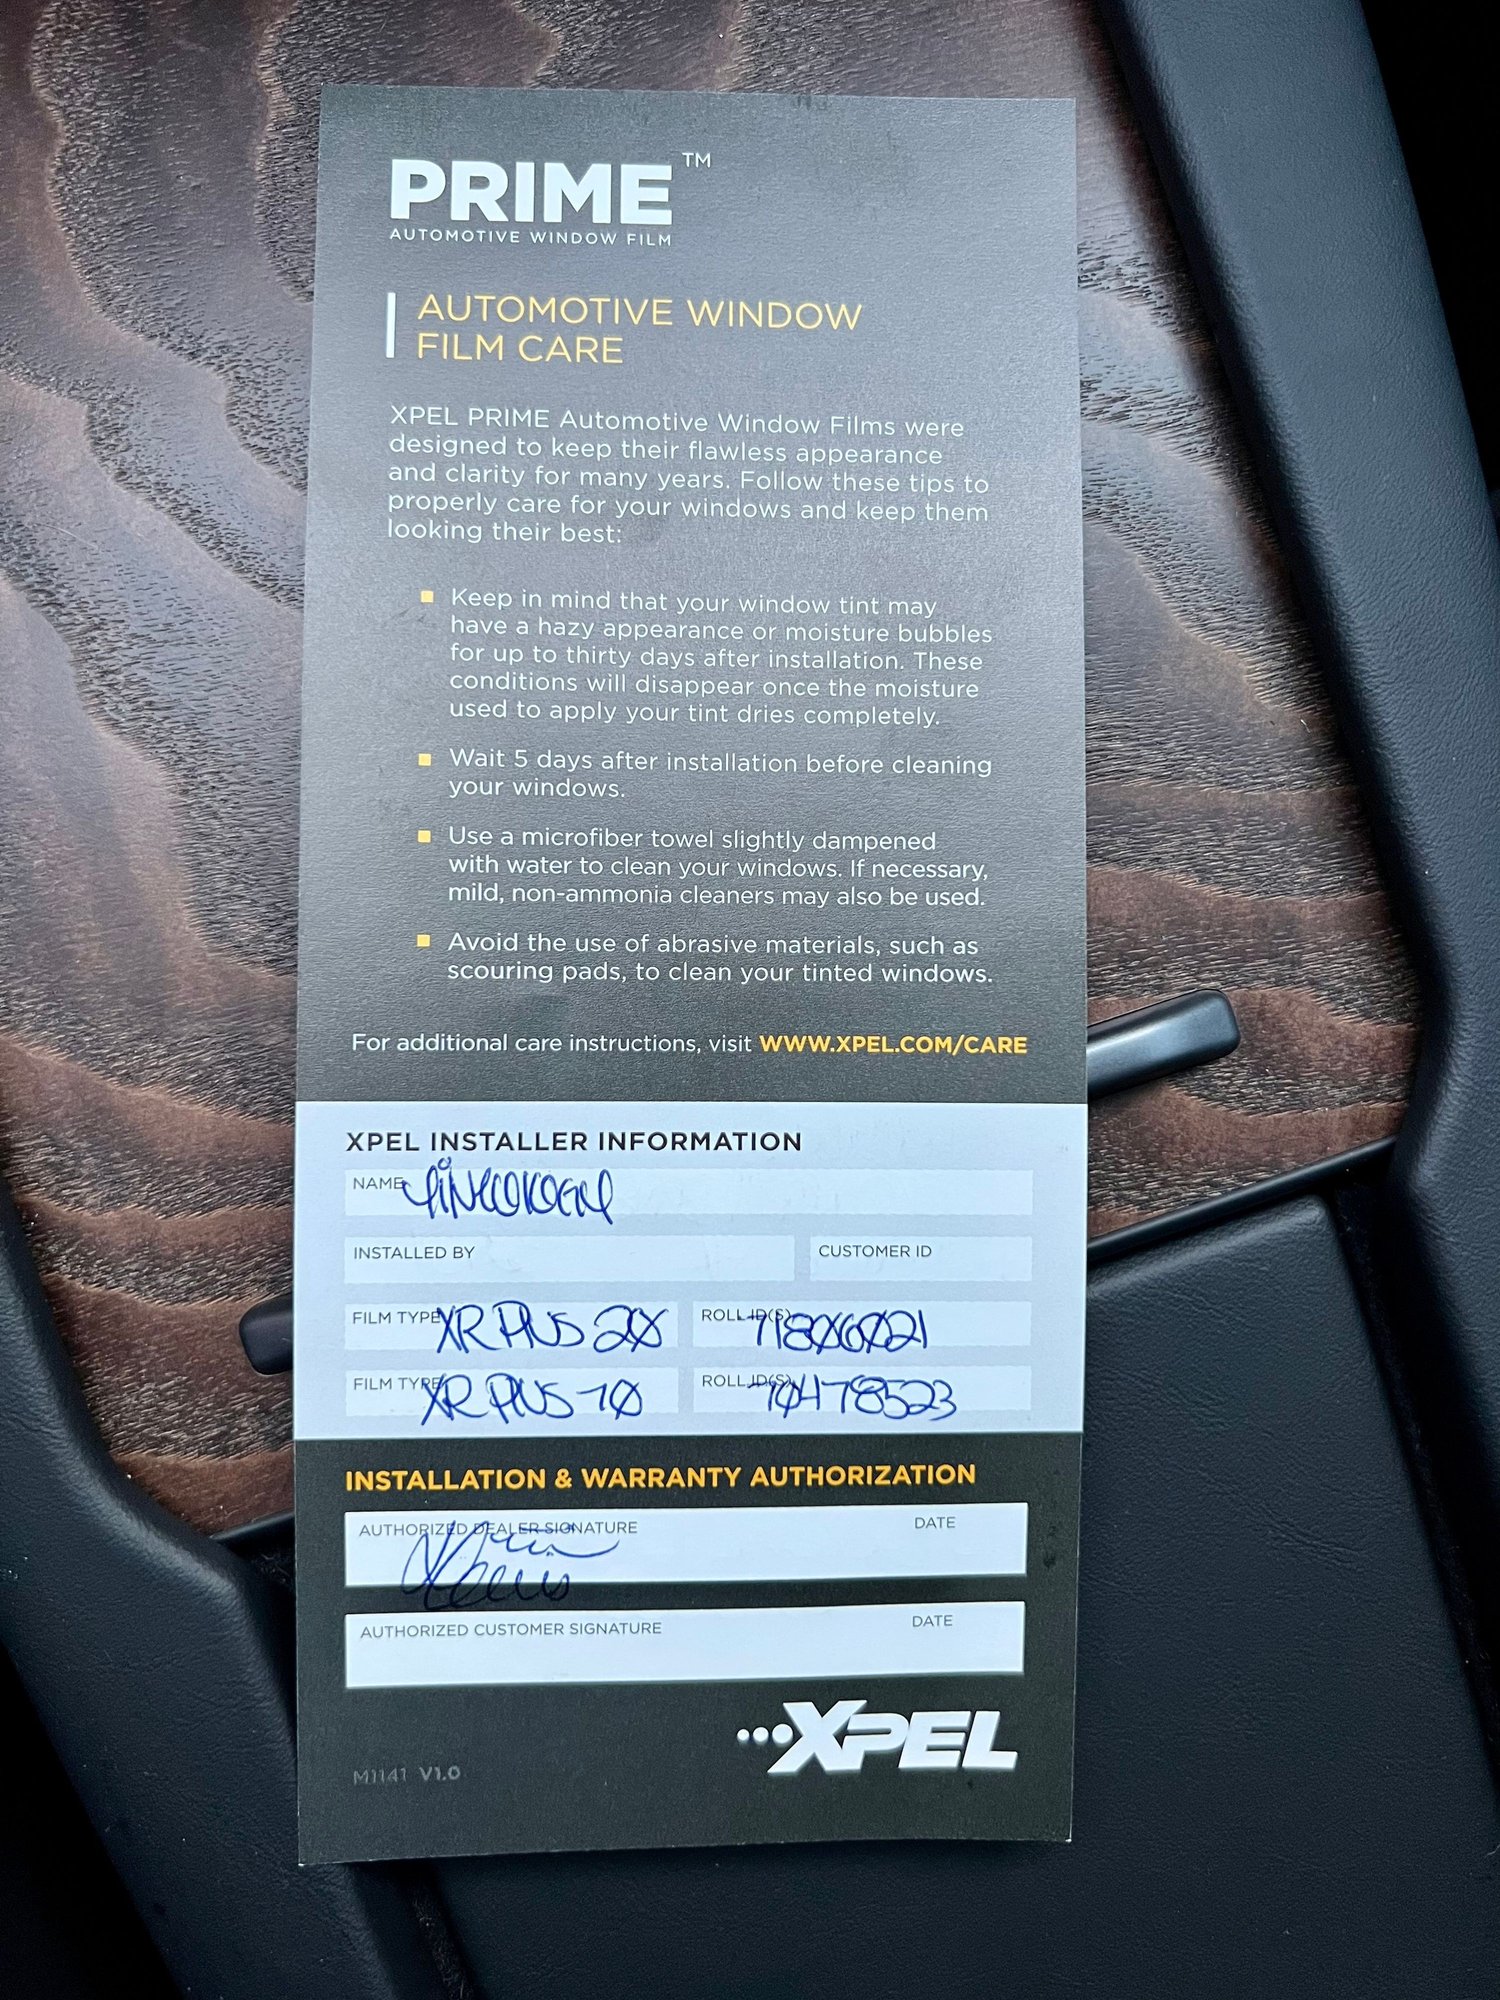 PRIME™
AUTOMOTIVE WINDOW FILM
AUTOMOTIVE WINDOW
FILM CARE
XPEL PRIME Automotive Window Films were
designed to keep their flawless appearance
and clarity for many years. Follow these tips to
properly care for your windows and keep them
looking their best:
Keep in mind that your window tint may
have a hazy appearance or moisture bubbles
for up to thirty days after installation. These
conditions will disappear once the moisture
used to apply your tint dries completely.
Wait 5 days after installation before cleaning
your windows.
Use a microfiber towel slightly dampened
with water to clean your windows. If necessary,
mild, non-ammonia cleaners may also be used.
Avoid the use of abrasive materials, such as
scouring pads, to clean your tinted windows.
For additional care instructions, visit WWW.XPEL.COM/CARE
XPEL INSTALLER INFORMATION
NAME
INSTALLED BY CUSTOMER ID
FILM TYPE XR PLUS 20 ROLL ID(S) 71806021
FILM TYPE XR PLUS 70 ROLL ID(S) 70478523
INSTALLATION & WARRANTY AUTHORIZATION
AUTHORIZED DEALER SIGNATURE DATE
AUTHORIZED CUSTOMER SIGNATURE DATE
XPEL
M1141 V1.0